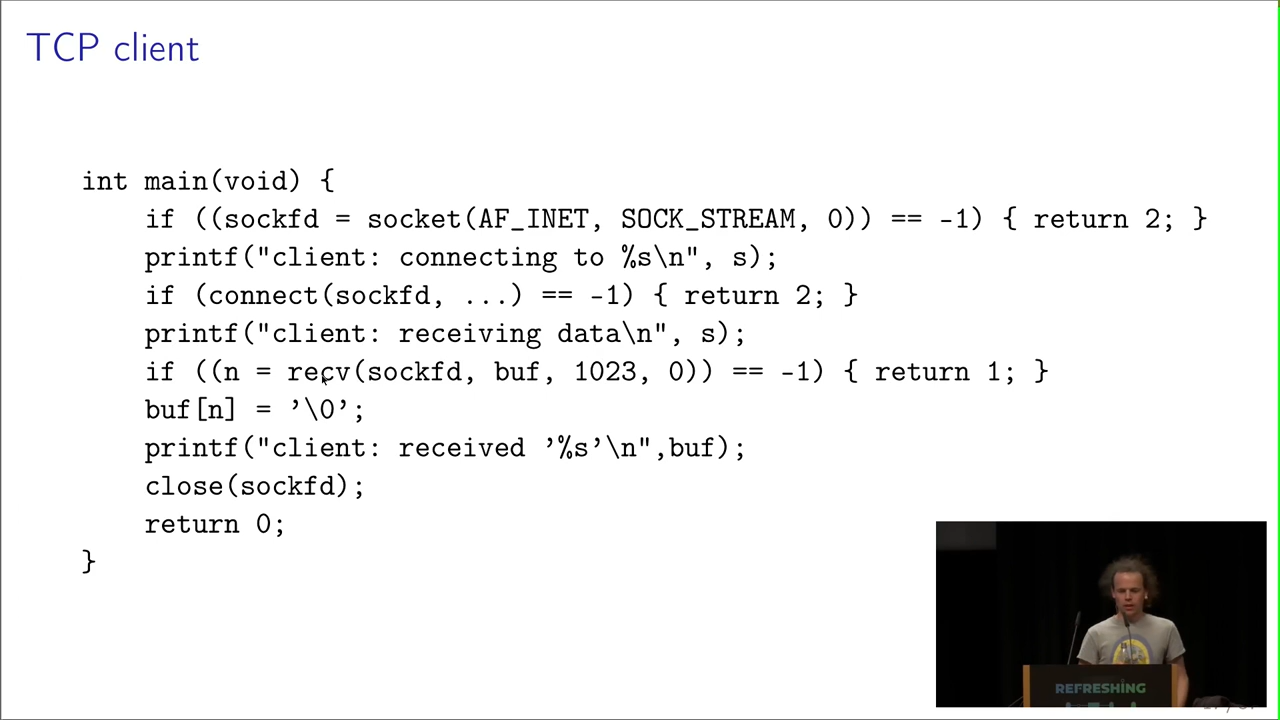 TCP client
int main(void) {
if ((sockfd = socket(AF_INET, SOCK_STREAM, 0)) == -1) { return 2; }
printf("client: connecting to %s\n", s);
if (connect(sockfd, ...) == -1) { return 2; }
printf("client: receiving data\n", s);
if ((n = recv(sockfd, buf, 1023, 0)) == -1) { return 1; }
buf[n] = ’\0’;
printf("client: received ’%s’\n",buf);
close(sockfd);
return 0;
}
REFRESHING